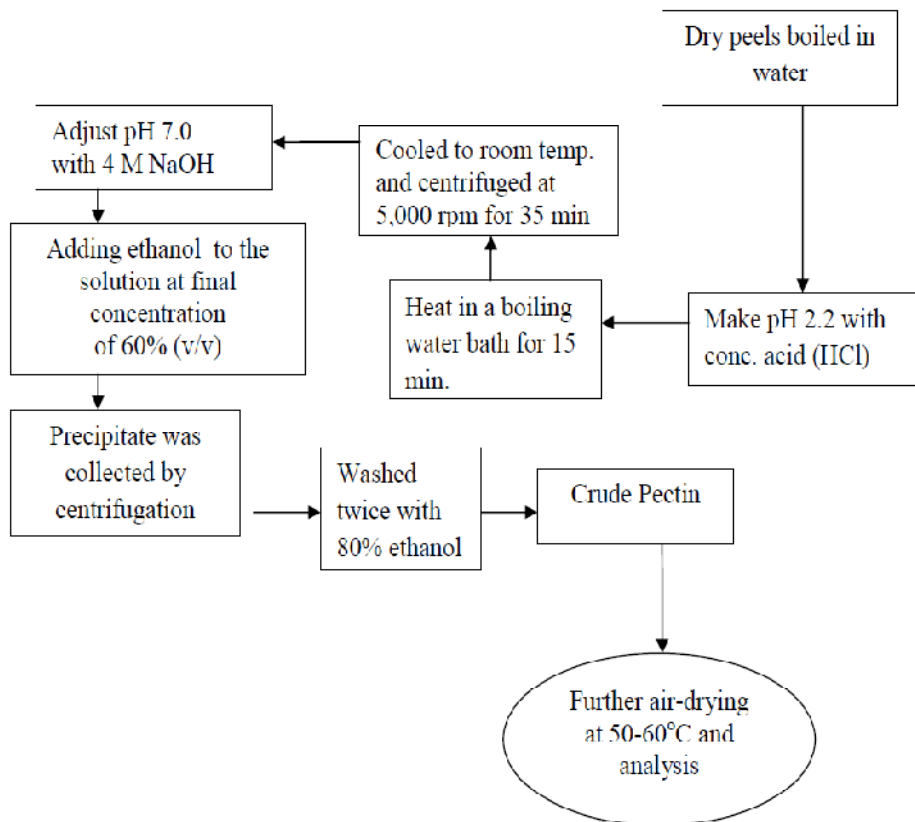 Dry peels boiled in
water
Make pH 2.2 with
conc. acid (HCl)
Heat in a boiling
water bath for 15
min.
Cooled to room temp.
and centrifuged at
5,000 rpm for 35 min
Adjust pH 7.0
with 4 M NaOH
Adding ethanol to the
solution at final
concentration
of 60% (v/v)
Precipitate was
collected by
centrifugation
Washed
twice with
80% ethanol
Crude Pectin
Further air-drying
at 50-60°C and
analysis